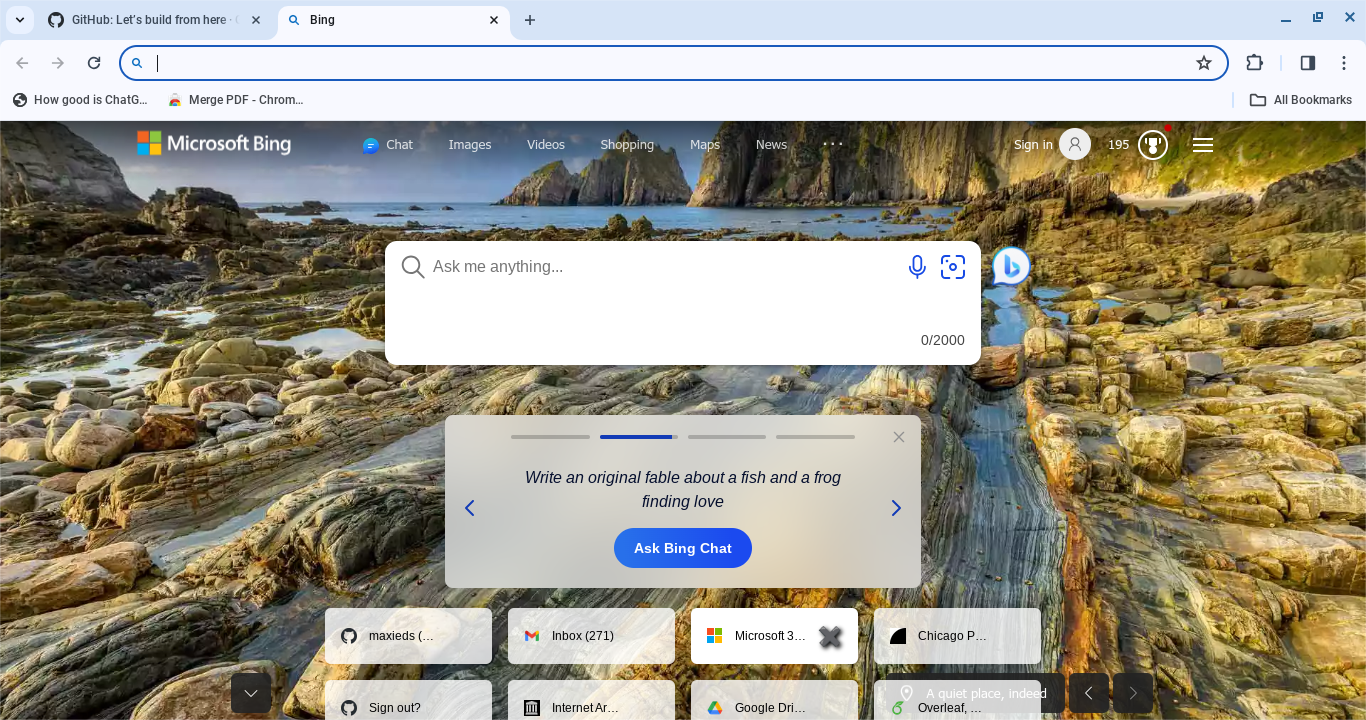 GitHub: Let's build from here ·
Bing
How good is ChatG...
Merge PDF - Chrom...
All Bookmarks
Microsoft Bing
Chat
Images
Videos
Shopping
Maps
News
Sign in
195
Ask me anything...
0/2000
Write an original fable about a fish and a frog
finding love
Ask Bing Chat
maxieds (...
Inbox (271)
Microsoft 3...
Chicago P...
Sign out?
Internet Ar...
Google Dri...
Overleaf, ...
A quiet place, indeed